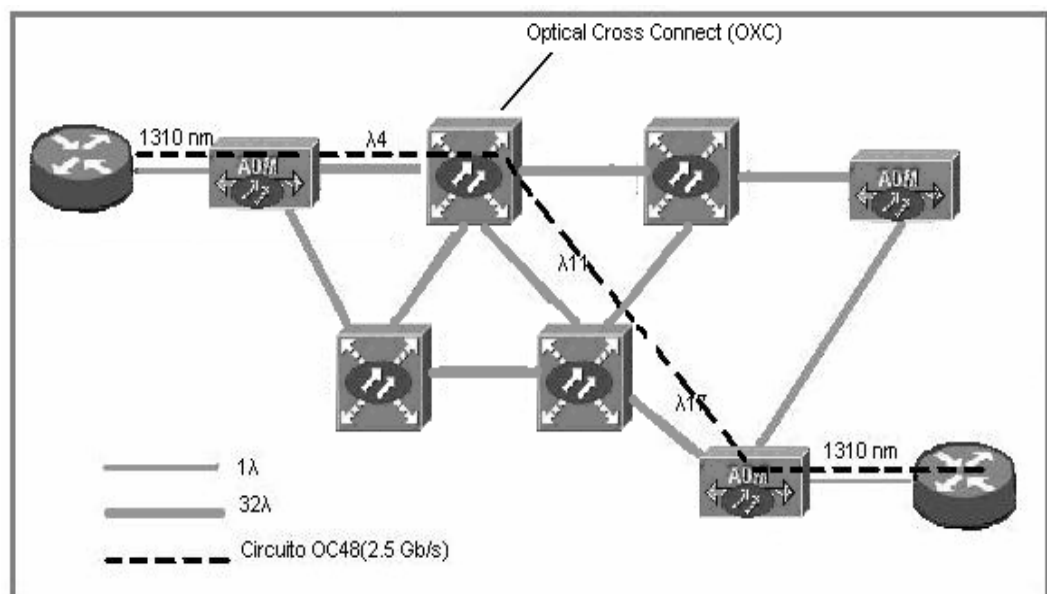 Optical Cross Connect (OXC)
1310 nm
λ4
ADM
ADM
λ11
λ17
1310 nm
ADm
1λ
32λ
Circuito OC48(2.5 Gb/s)